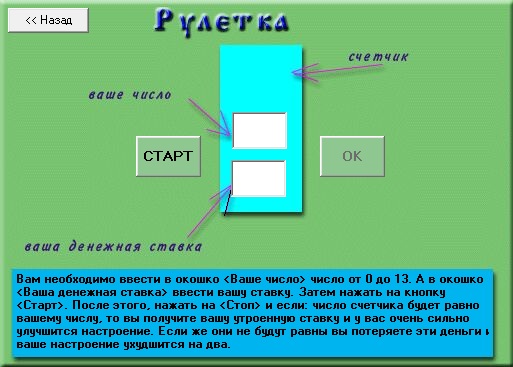 << Назад
Рулетка
счетчик
ваше число
СТАРТ
ОК
ваша денежная ставка
Вам необходимо ввести в окошко <Ваше число> число от 0 до 13. А в окошко
<Ваша денежная ставка> ввести вашу ставку. Затем нажать на кнопку
<Старт>. После этого, нажать на <Стоп> и если: число счетчика будет равно
вашему числу, то вы получите вашу утроенную ставку и у вас очень сильно
улучшится настроение. Если же они не будут равны вы потеряете эти деньги и
ваше настроение ухудшится на два.